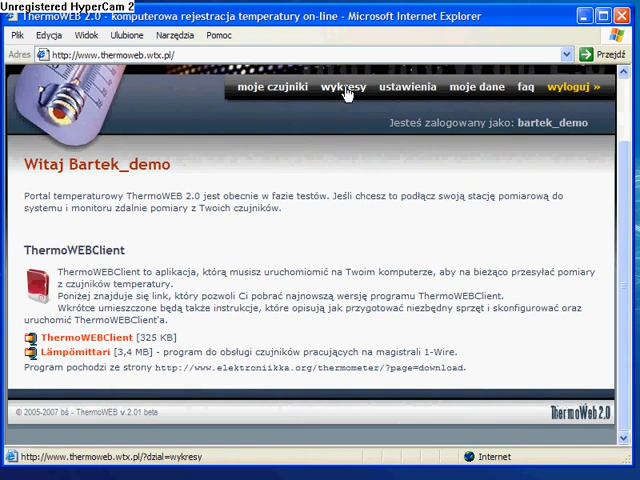 Unregistered HyperCam 2
ThermoWEB 2.0 - komputerowa rejestracja temperatury on-line - Microsoft Internet Explorer
Plik Edycja Widok Ulubione Narzędzia Pomoc
Adres http://www.thermoweb.wtx.pl/ Przejdź
moje czujniki wykresy ustawienia moje dane faq wyloguj »
Jesteś zalogowany jako: bartek_demo
Witaj Bartek_demo
Portal temperaturowy ThermoWEB 2.0 jest obecnie w fazie testów. Jeśli chcesz to podłącz swoją stację pomiarową do
systemu i monitoru zdalnie pomiary z Twoich czujników.
ThermoWEBClient
ThermoWEBClient to aplikacja, którą musisz uruchomiomić na Twoim komputerze, aby na bieżąco przesyłać pomiary
z czujników temperatury.
Poniżej znajduje się link, który pozwoli Ci pobrać najnowszą wersję programu ThermoWEBClient.
Wkrótce umieszczone będą także instrukcje, które opisują jak przygotować niezbędny sprzęt i skonfigurować oraz
uruchomić ThermoWEBClient'a.
ThermoWEBClient [325 KB]
Lämpömittari [3,4 MB] - program do obsługi czujników pracujących na magistrali 1-Wire.
Program pochodzi ze strony http://www.elektroniikka.org/thermometer/?page=download.
© 2005-2007 bś - ThermoWEB v.2.01 beta ThermoWeb 2.0
http://www.thermoweb.wtx.pl/?dzial=wykresy Internet